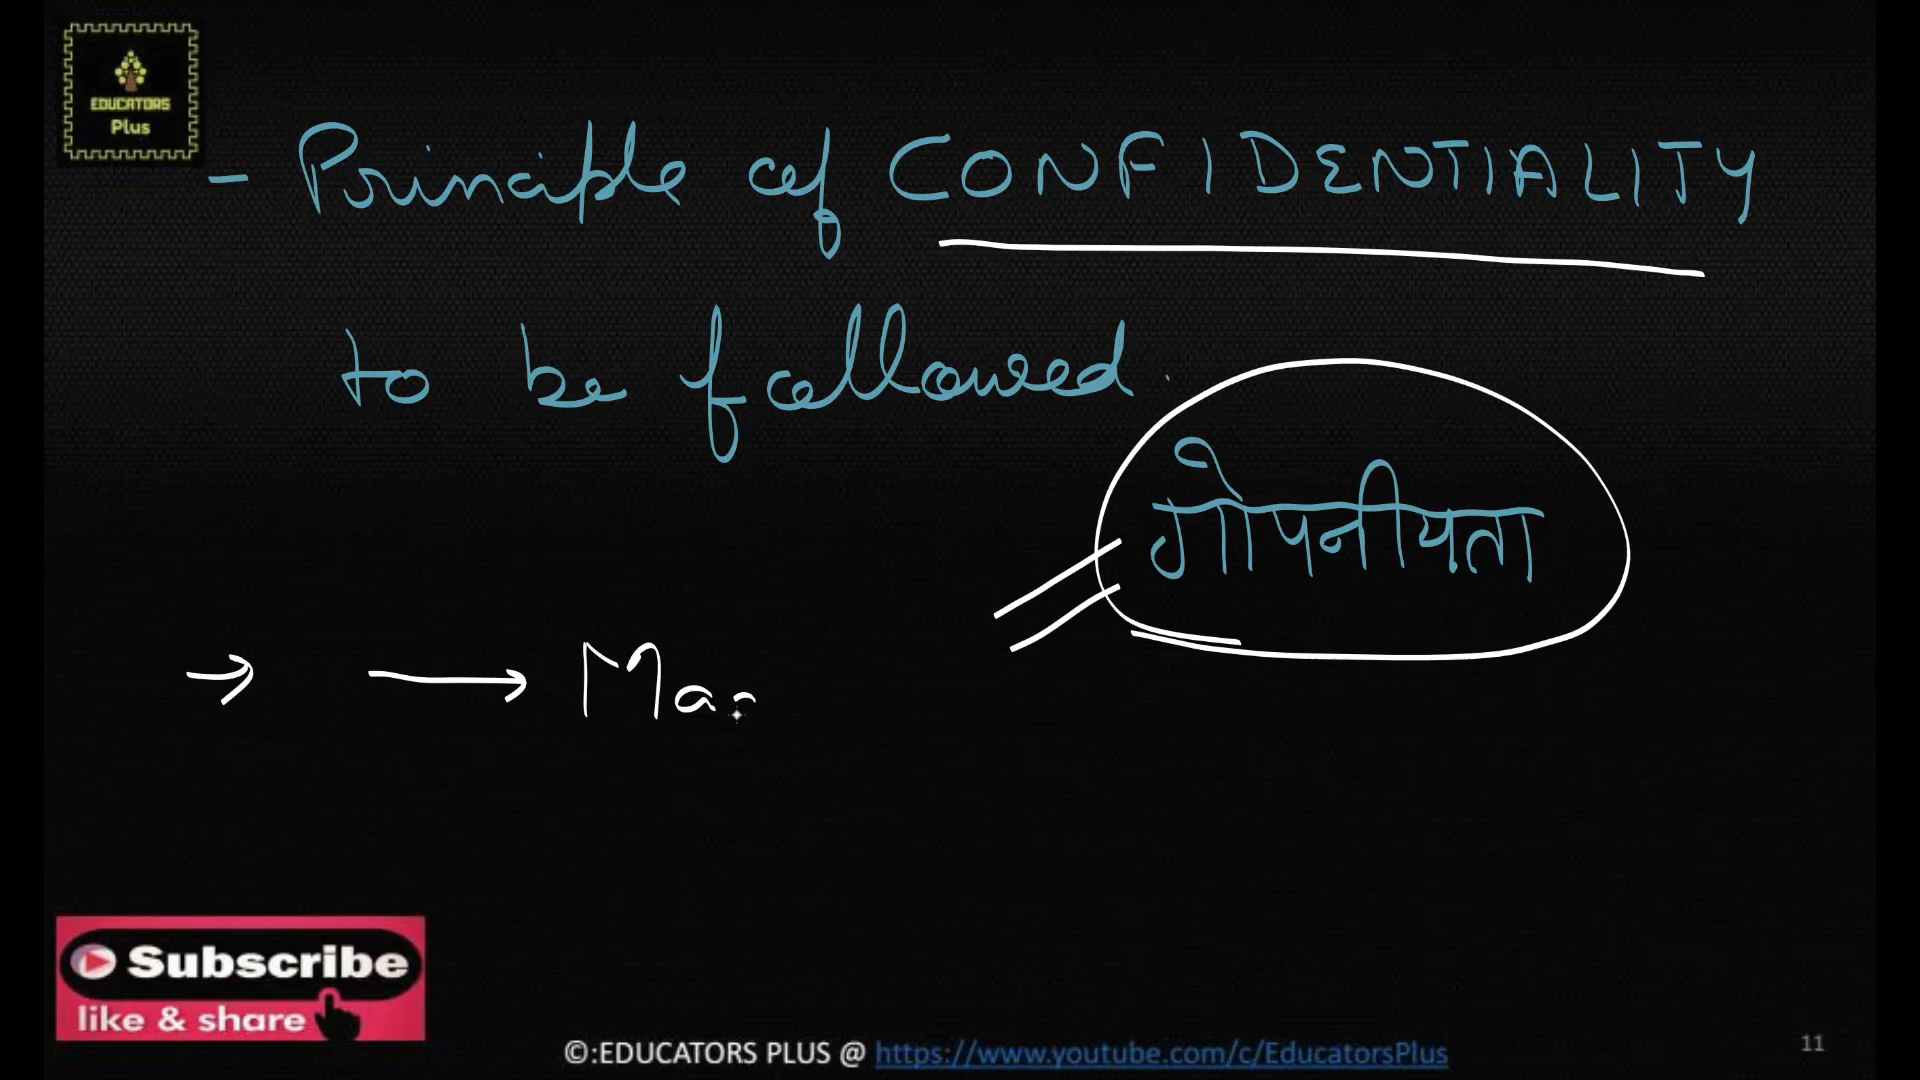 EDUCATORS
Plus
- Principle of CONFIDENTIALITY
to be followed.
गोपनीयता
→ →
Subscribe
like & share
©:EDUCATORS PLUS @ https://www.youtube.com/c/EducatorsPlus
11